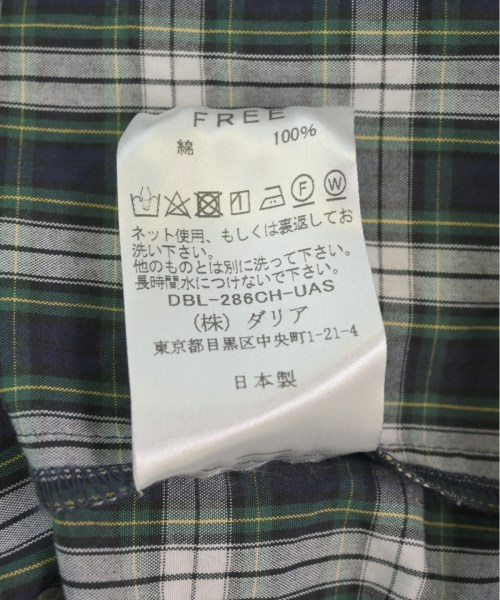 FREE
綿 100%
F W
ネット使用、もしくは裏返してお
洗い下さい。
他のものとは別に洗って下さい。
長時間水につけないで下さい。
DBL-286CH-UAS
(株) ダリア
東京都目黒区中央町1-21-4
日本製